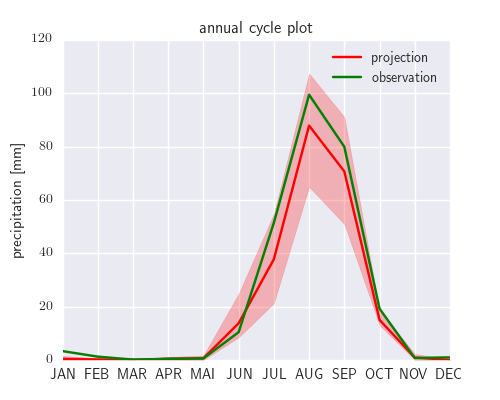 annual cycle plot
120
100
80
60
40
20
0
precipitation [mm]
projection
observation
JAN FEB MAR APR MAI JUN JUL AUG SEP OCT NOV DEC